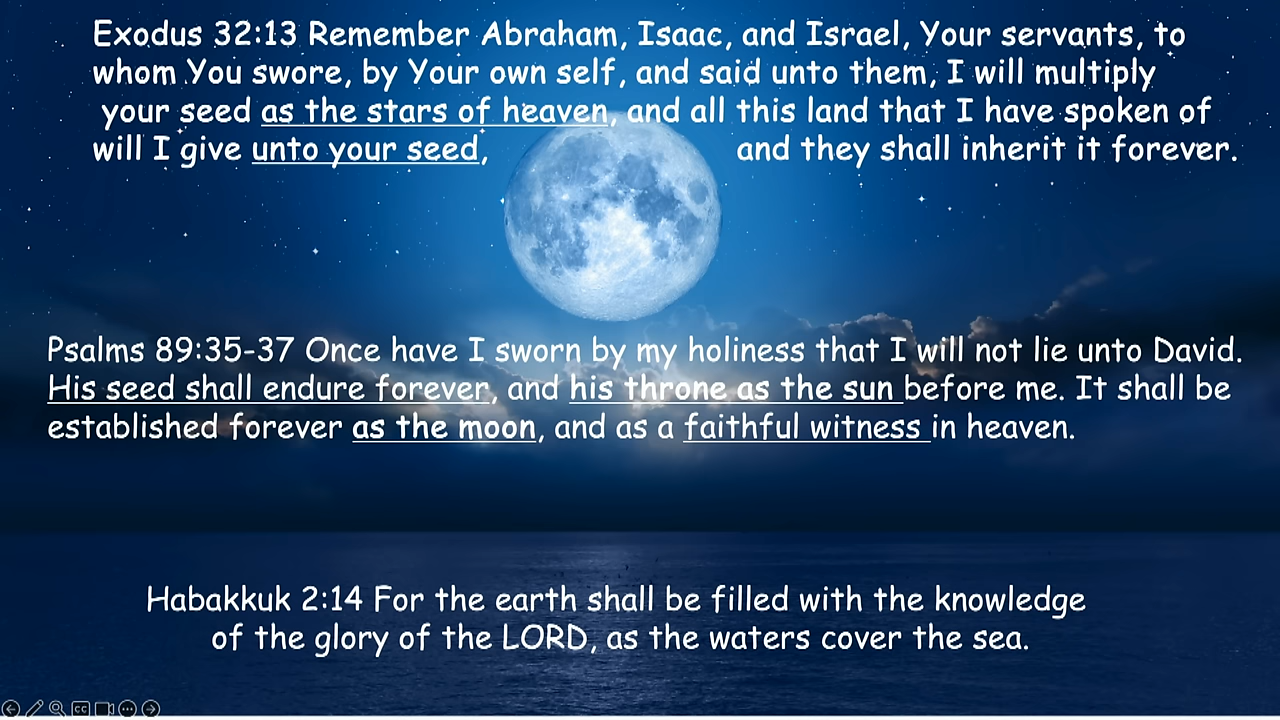 Exodus 32:13 Remember Abraham, Isaac, and Israel, Your servants, to
whom You swore, by Your own self, and said unto them, I will multiply
your seed as the stars of heaven, and all this land that I have spoken of
will I give unto your seed, and they shall inherit it forever.
Psalms 89:35-37 Once have I sworn by my holiness that I will not lie unto David.
His seed shall endure forever, and his throne as the sun before me. It shall be
established forever as the moon, and as a faithful witness in heaven.
Habakkuk 2:14 For the earth shall be filled with the knowledge
of the glory of the LORD, as the waters cover the sea.
CC